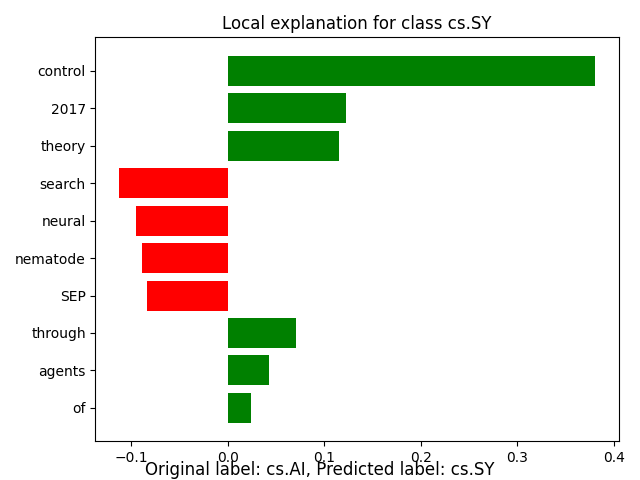 Local explanation for class cs.SY
control
2017
theory
search
neural
nematode
SEP
through
agents
of
−0.1 0.0 0.1 0.2 0.3 0.4
Original label: cs.AI, Predicted label: cs.SY